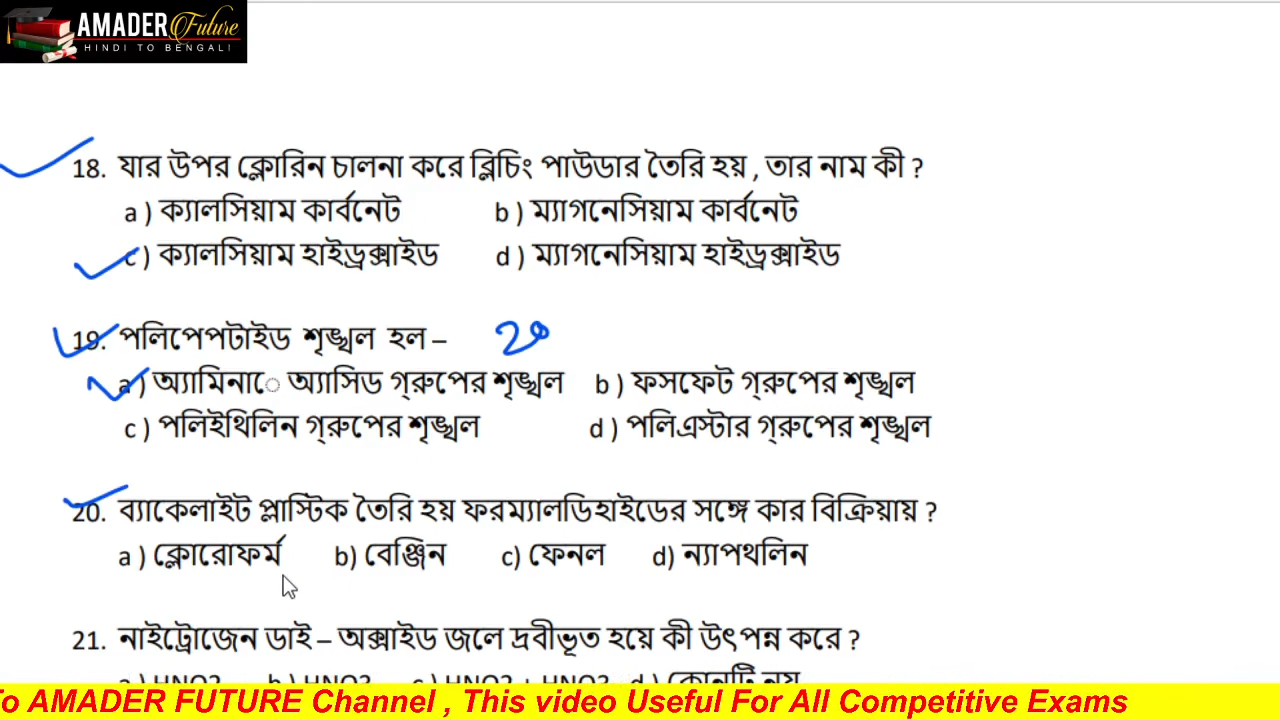 AMADER Future
HINDI TO BENGALI
18. যার উপর ক্লোরিন চালনা করে ব্লিচিং পাউডার তৈরি হয় , তার নাম কী ?
a ) ক্যালসিয়াম কার্বনেট b ) ম্যাগনেসিয়াম কার্বনেট
c ) ক্যালসিয়াম হাইড্রক্সাইড d ) ম্যাগনেসিয়াম হাইড্রক্সাইড
19. পলিপেপটাইড শৃঙ্খল হল –
a ) অ্যামিনাে অ্যাসিড গ্রুপের শৃঙ্খল b ) ফসফেট গ্রুপের শৃঙ্খল
c ) পলিইথিলিন গ্রুপের শৃঙ্খল d ) পলিএস্টার গ্রুপের শৃঙ্খল
20. ব্যাকেলাইট প্লাস্টিক তৈরি হয় ফরম্যালডিহাইডের সঙ্গে কার বিক্রিয়ায় ?
a ) ক্লোরোফর্ম b) বেঞ্জিন c) ফেনল d) ন্যাপথলিন
21. নাইট্রোজেন ডাই – অক্সাইড জলে দ্রবীভূত হয়ে কী উৎপন্ন করে ?
To AMADER FUTURE Channel , This video Useful For All Competitive Exams